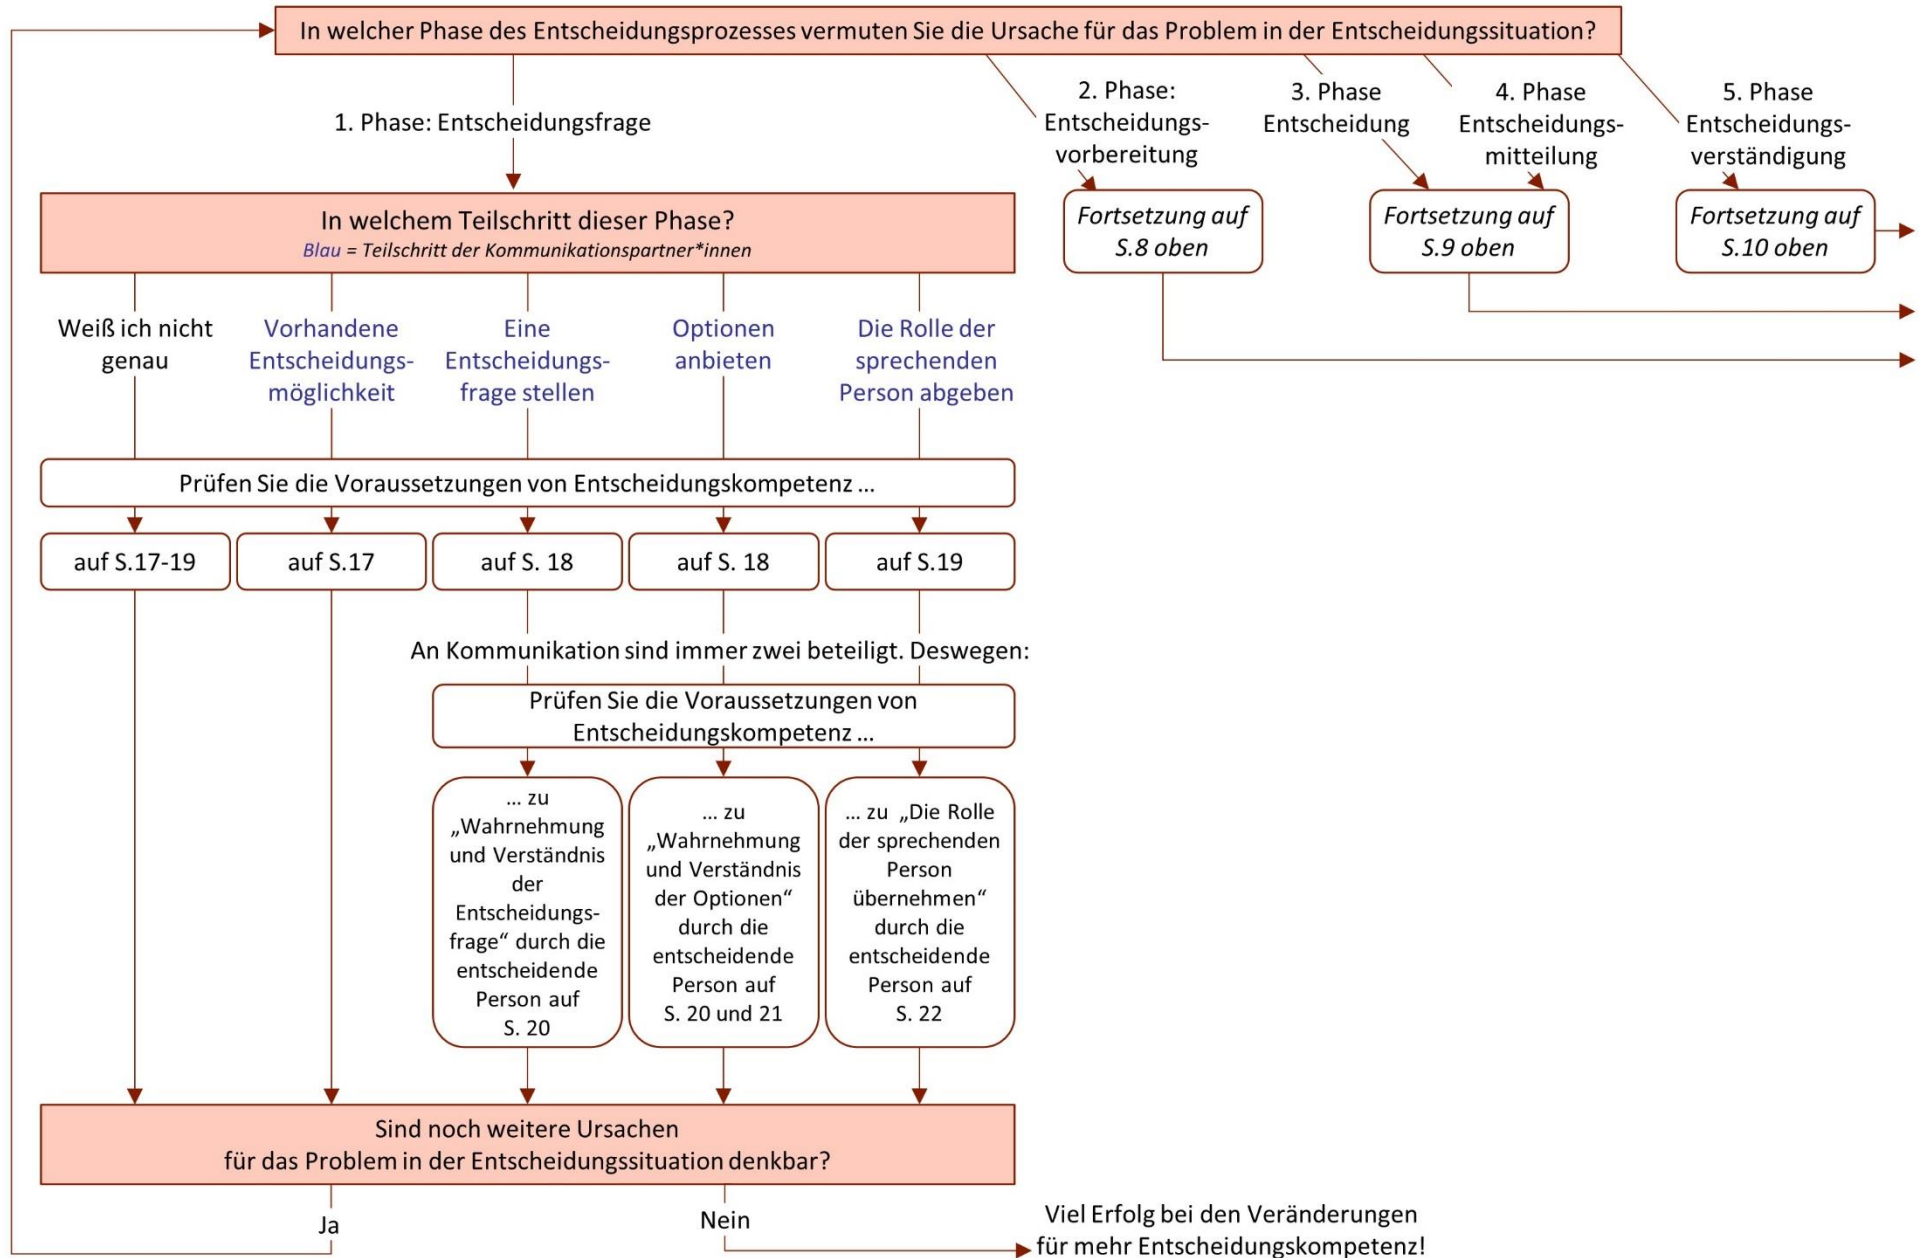 In welcher Phase des Entscheidungsprozesses vermuten Sie die Ursache für das Problem in der Entscheidungssituation?
1. Phase: Entscheidungsfrage
2. Phase:
Entscheidungs-
vorbereitung
3. Phase
Entscheidung
4. Phase
Entscheidungs-
mitteilung
5. Phase
Entscheidungs-
verständigung
Fortsetzung auf
S.8 oben
Fortsetzung auf
S.9 oben
Fortsetzung auf
S.10 oben
In welchem Teilschritt dieser Phase?
Blau = Teilschritt der Kommunikationspartner*innen
Weiß ich nicht
genau
Vorhandene
Entscheidungs-
möglichkeit
Eine
Entscheidungs-
frage stellen
Optionen
anbieten
Die Rolle der
sprechenden
Person abgeben
Prüfen Sie die Voraussetzungen von Entscheidungskompetenz ...
auf S.17-19
auf S.17
auf S. 18
auf S. 18
auf S.19
An Kommunikation sind immer zwei beteiligt. Deswegen:
Prüfen Sie die Voraussetzungen von
Entscheidungskompetenz ...
... zu
„Wahrnehmung
und Verständnis
der
Entscheidungs-
frage“ durch die
entscheidende
Person auf
S. 20
... zu
„Wahrnehmung
und Verständnis
der Optionen“
durch die
entscheidende
Person auf
S. 20 und 21
... zu „Die Rolle
der sprechenden
Person
übernehmen“
durch die
entscheidende
Person auf
S. 22
Sind noch weitere Ursachen
für das Problem in der Entscheidungssituation denkbar?
Ja
Nein
Viel Erfolg bei den Veränderungen
für mehr Entscheidungskompetenz!